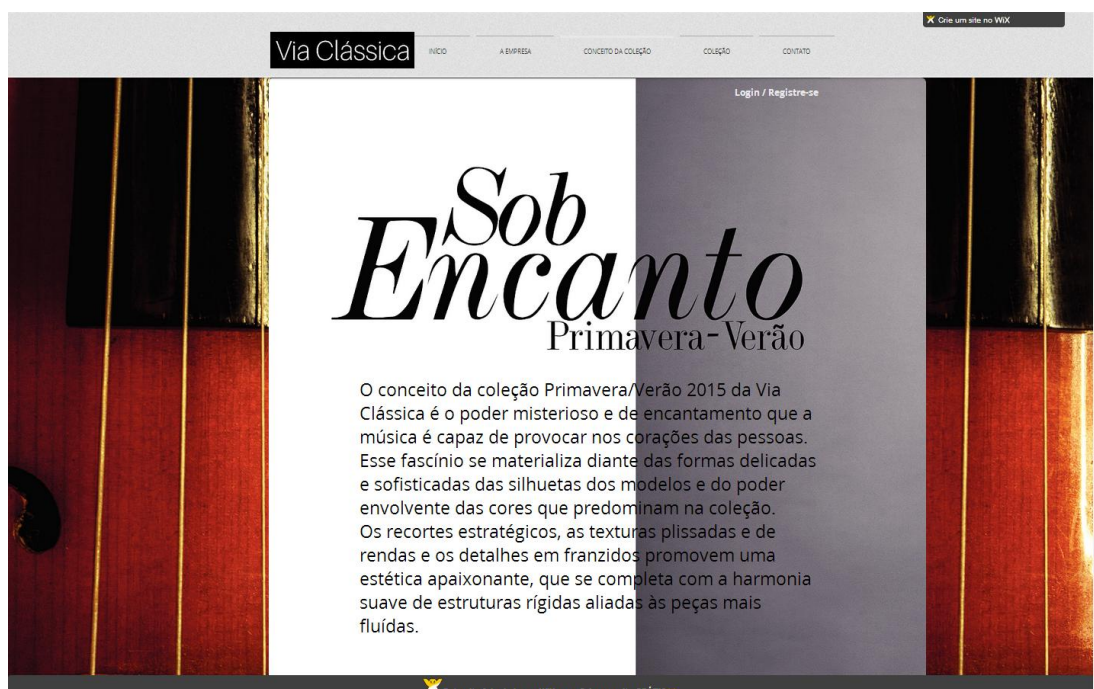 Crie um site no WiX
Via Clássica
INÍCIO
A EMPRESA
CONCEITO DA COLEÇÃO
COLEÇÃO
CONTATO
Login / Registre-se
Sob
Encanto
Primavera-Verão
O conceito da coleção Primavera/Verão 2015 da Via
Clássica é o poder misterioso e de encantamento que a
música é capaz de provocar nos corações das pessoas.
Esse fascínio se materializa diante das formas delicadas
e sofisticadas das silhuetas dos modelos e do poder
envolvente das cores que predominam na coleção.
Os recortes estratégicos, as texturas plissadas e de
rendas e os detalhes em franzidos promovem uma
estética apaixonante, que se completa com a harmonia
suave de estruturas rígidas aliadas às peças mais
fluídas.